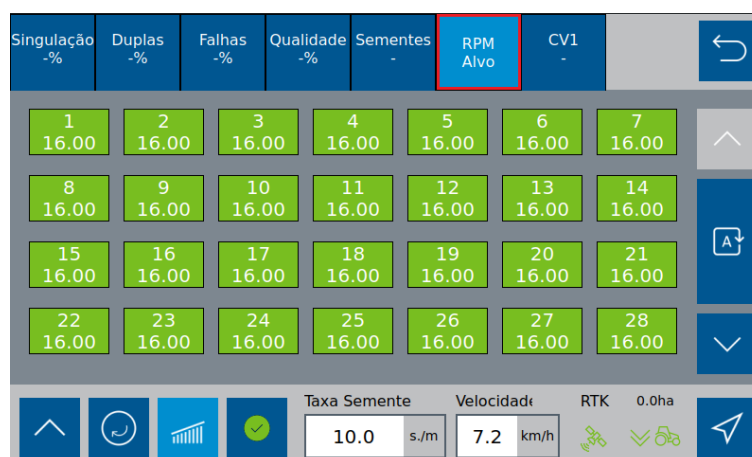 Singulação Duplas Falhas Qualidade Sementes RPM CV1
-% -% -% -% - Alvo -
1 2 3 4 5 6 7
16.00 16.00 16.00 16.00 16.00 16.00 16.00
8 9 10 11 12 13 14
16.00 16.00 16.00 16.00 16.00 16.00 16.00
15 16 17 18 19 20 21
16.00 16.00 16.00 16.00 16.00 16.00 16.00
22 23 24 25 26 27 28
16.00 16.00 16.00 16.00 16.00 16.00 16.00
A
Taxa Semente Velocidade RTK 0.0ha
10.0 s./m 7.2 km/h